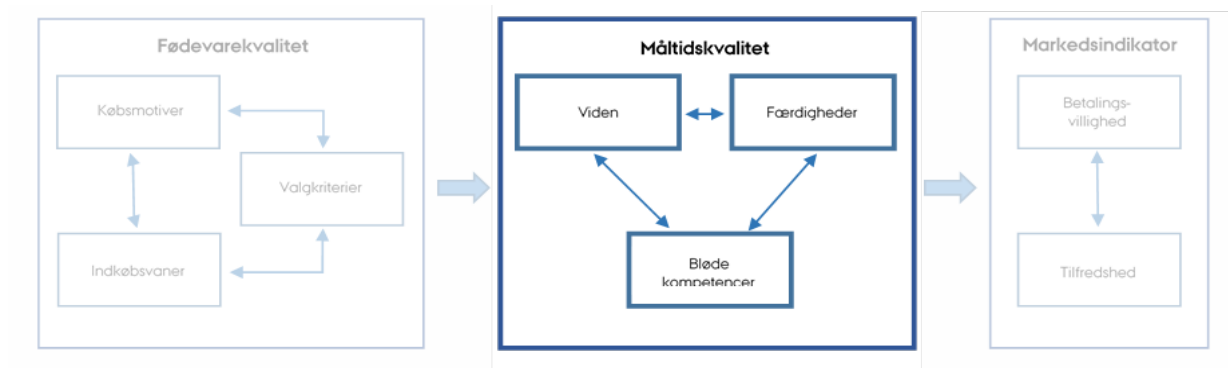 Fødevarekvalitet
Købsmotiver
Valgkriterier
Indkøbsvaner
Måltidskvalitet
Viden
Færdigheder
Bløde
kompetencer
Markedsindikator
Betalings-
villighed
Tilfredshed